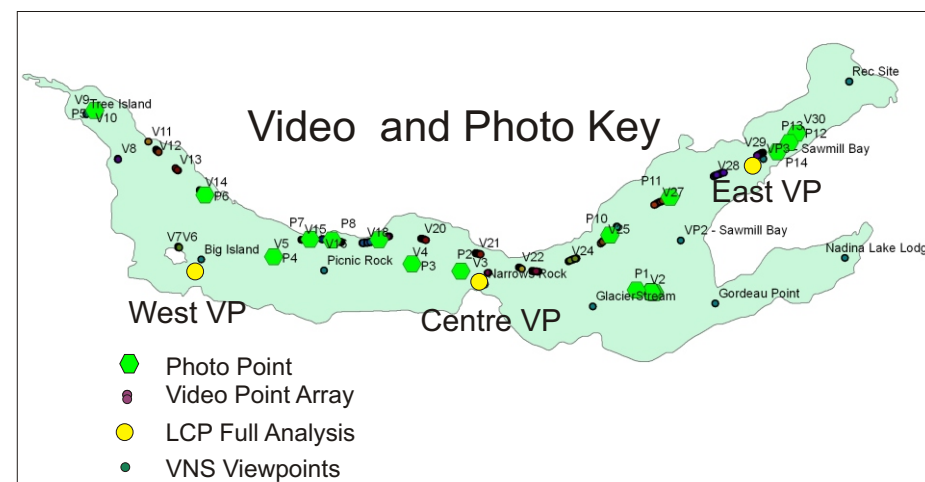 Video and Photo Key
Rec Site
V9
Tree Island
P5
V10
V11
V12
V8
V13
V14
P6
V7
V6
Big Island
P7
V15
V16
P8
V18
V5
P4
Picnic Rock
V20
V4
P3
V21
P2
V3
Narrows Rock
V22
V24
P10
V25
P11
V27
V28
V29
V30
P13
P12
VP3 - Sawmill Bay
P14
East VP
VP2 - Sawmill Bay
Nadina Lake Lodg
P1
V2
GlacierStream
Gordeau Point
West VP
Centre VP
Photo Point
Video Point Array
LCP Full Analysis
VNS Viewpoints